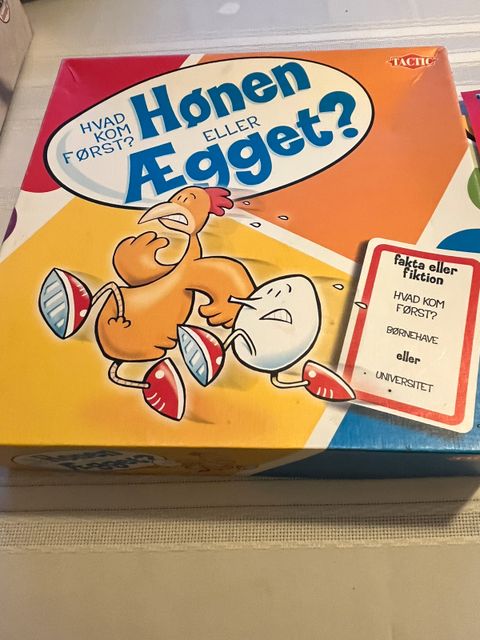 TACTIC
HVAD
KOM
FØRST?
Hønen
ELLER
Ægget?
fakta eller
fiktion
HVAD KOM
FØRST?
BØRNEHAVE
eller
UNIVERSITET
Hønen
Ægget?